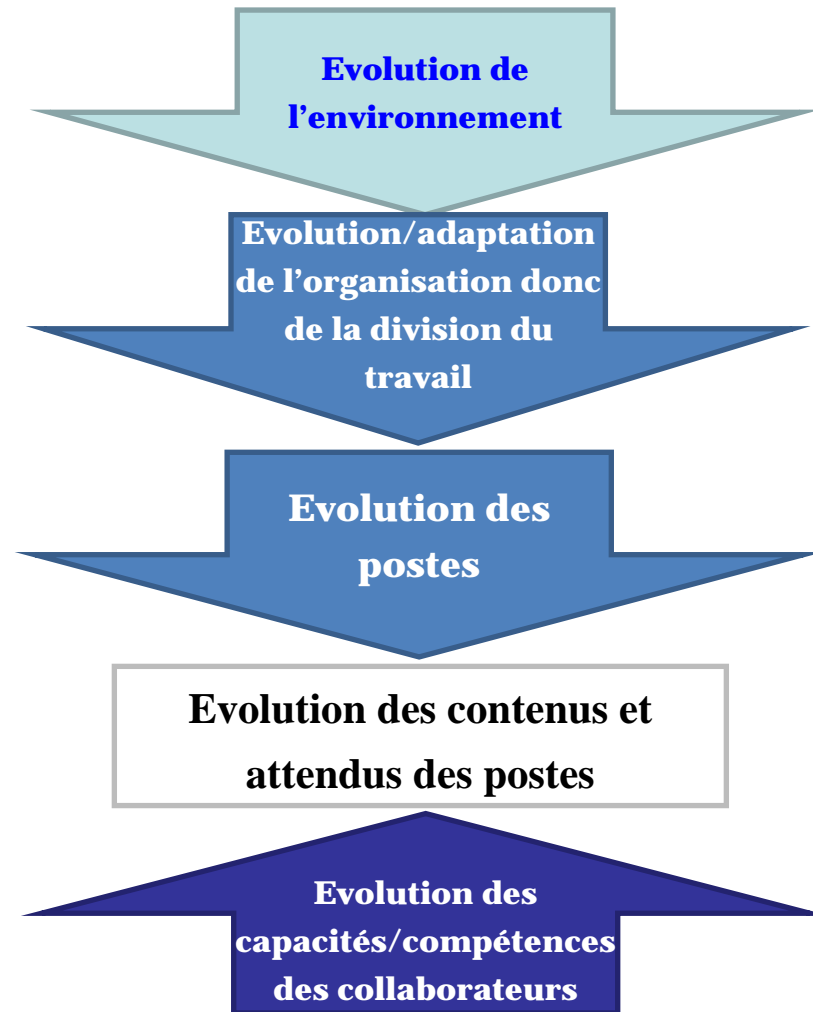 Evolution de
l’environnement
Evolution/adaptation
de l’organisation donc
de la division du
travail
Evolution des
postes
Evolution des contenus et
attendus des postes
Evolution des
capacités/compétences
des collaborateurs